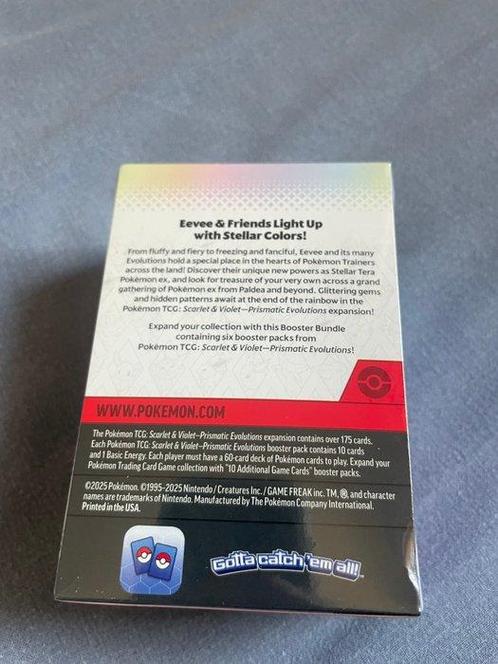 Eevee & Friends Light Up
with Stellar Colors!
From fluffy and fiery to freezing and fanciful, Eevee and its many
Evolutions hold a special place in the hearts of Pokémon Trainers
across the land! Discover their unique new powers as Stellar Tera
Pokémon ex, and look for treasure of your very own across a grand
gathering of Pokémon ex from Paldea and beyond. Glittering gems
and hidden patterns await at the end of the rainbow in the
Pokémon TCG: Scarlet & Violet—Prismatic Evolutions expansion!
Expand your collection with this Booster Bundle
containing six booster packs from
Pokémon TCG: Scarlet & Violet—Prismatic Evolutions!
WWW.POKEMON.COM
The Pokémon TCG: Scarlet & Violet—Prismatic Evolutions expansion contains over 175 cards.
Each Pokémon TCG: Scarlet & Violet—Prismatic Evolutions booster pack contains 10 cards
and 1 Basic Energy. Each player must have a 60-card deck of Pokémon cards to play. Expand your
Pokémon Trading Card Game collection with "10 Additional Game Cards" booster packs.
©2025 Pokémon. ©1995-2025 Nintendo / Creatures Inc. / GAME FREAK inc. TM, ®, and character
names are trademarks of Nintendo. Manufactured by The Pokémon Company International.
Printed in the USA.
Gotta catch 'em all!™